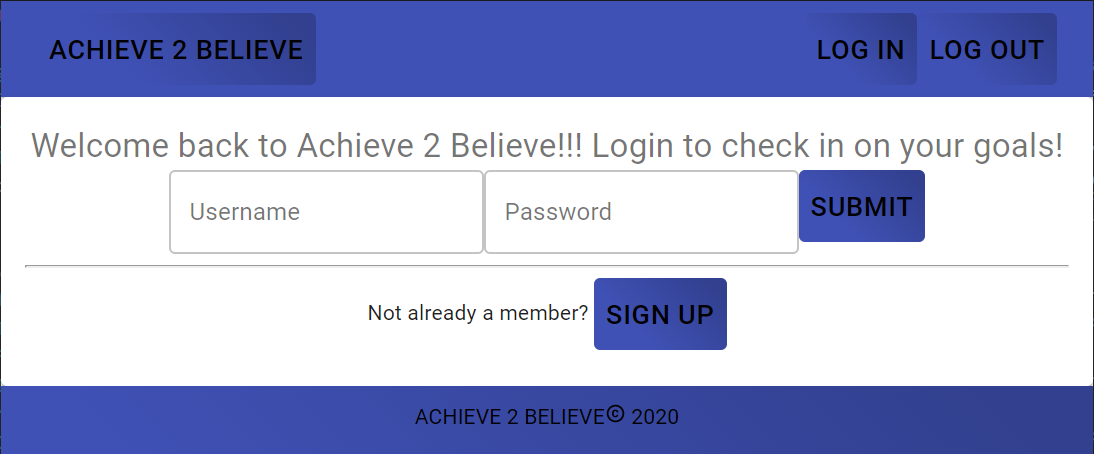 ACHIEVE 2 BELIEVE LOG IN LOG OUT
Welcome back to Achieve 2 Believe!!! Login to check in on your goals!
Username Password SUBMIT
Not already a member? SIGN UP
ACHIEVE 2 BELIEVE© 2020